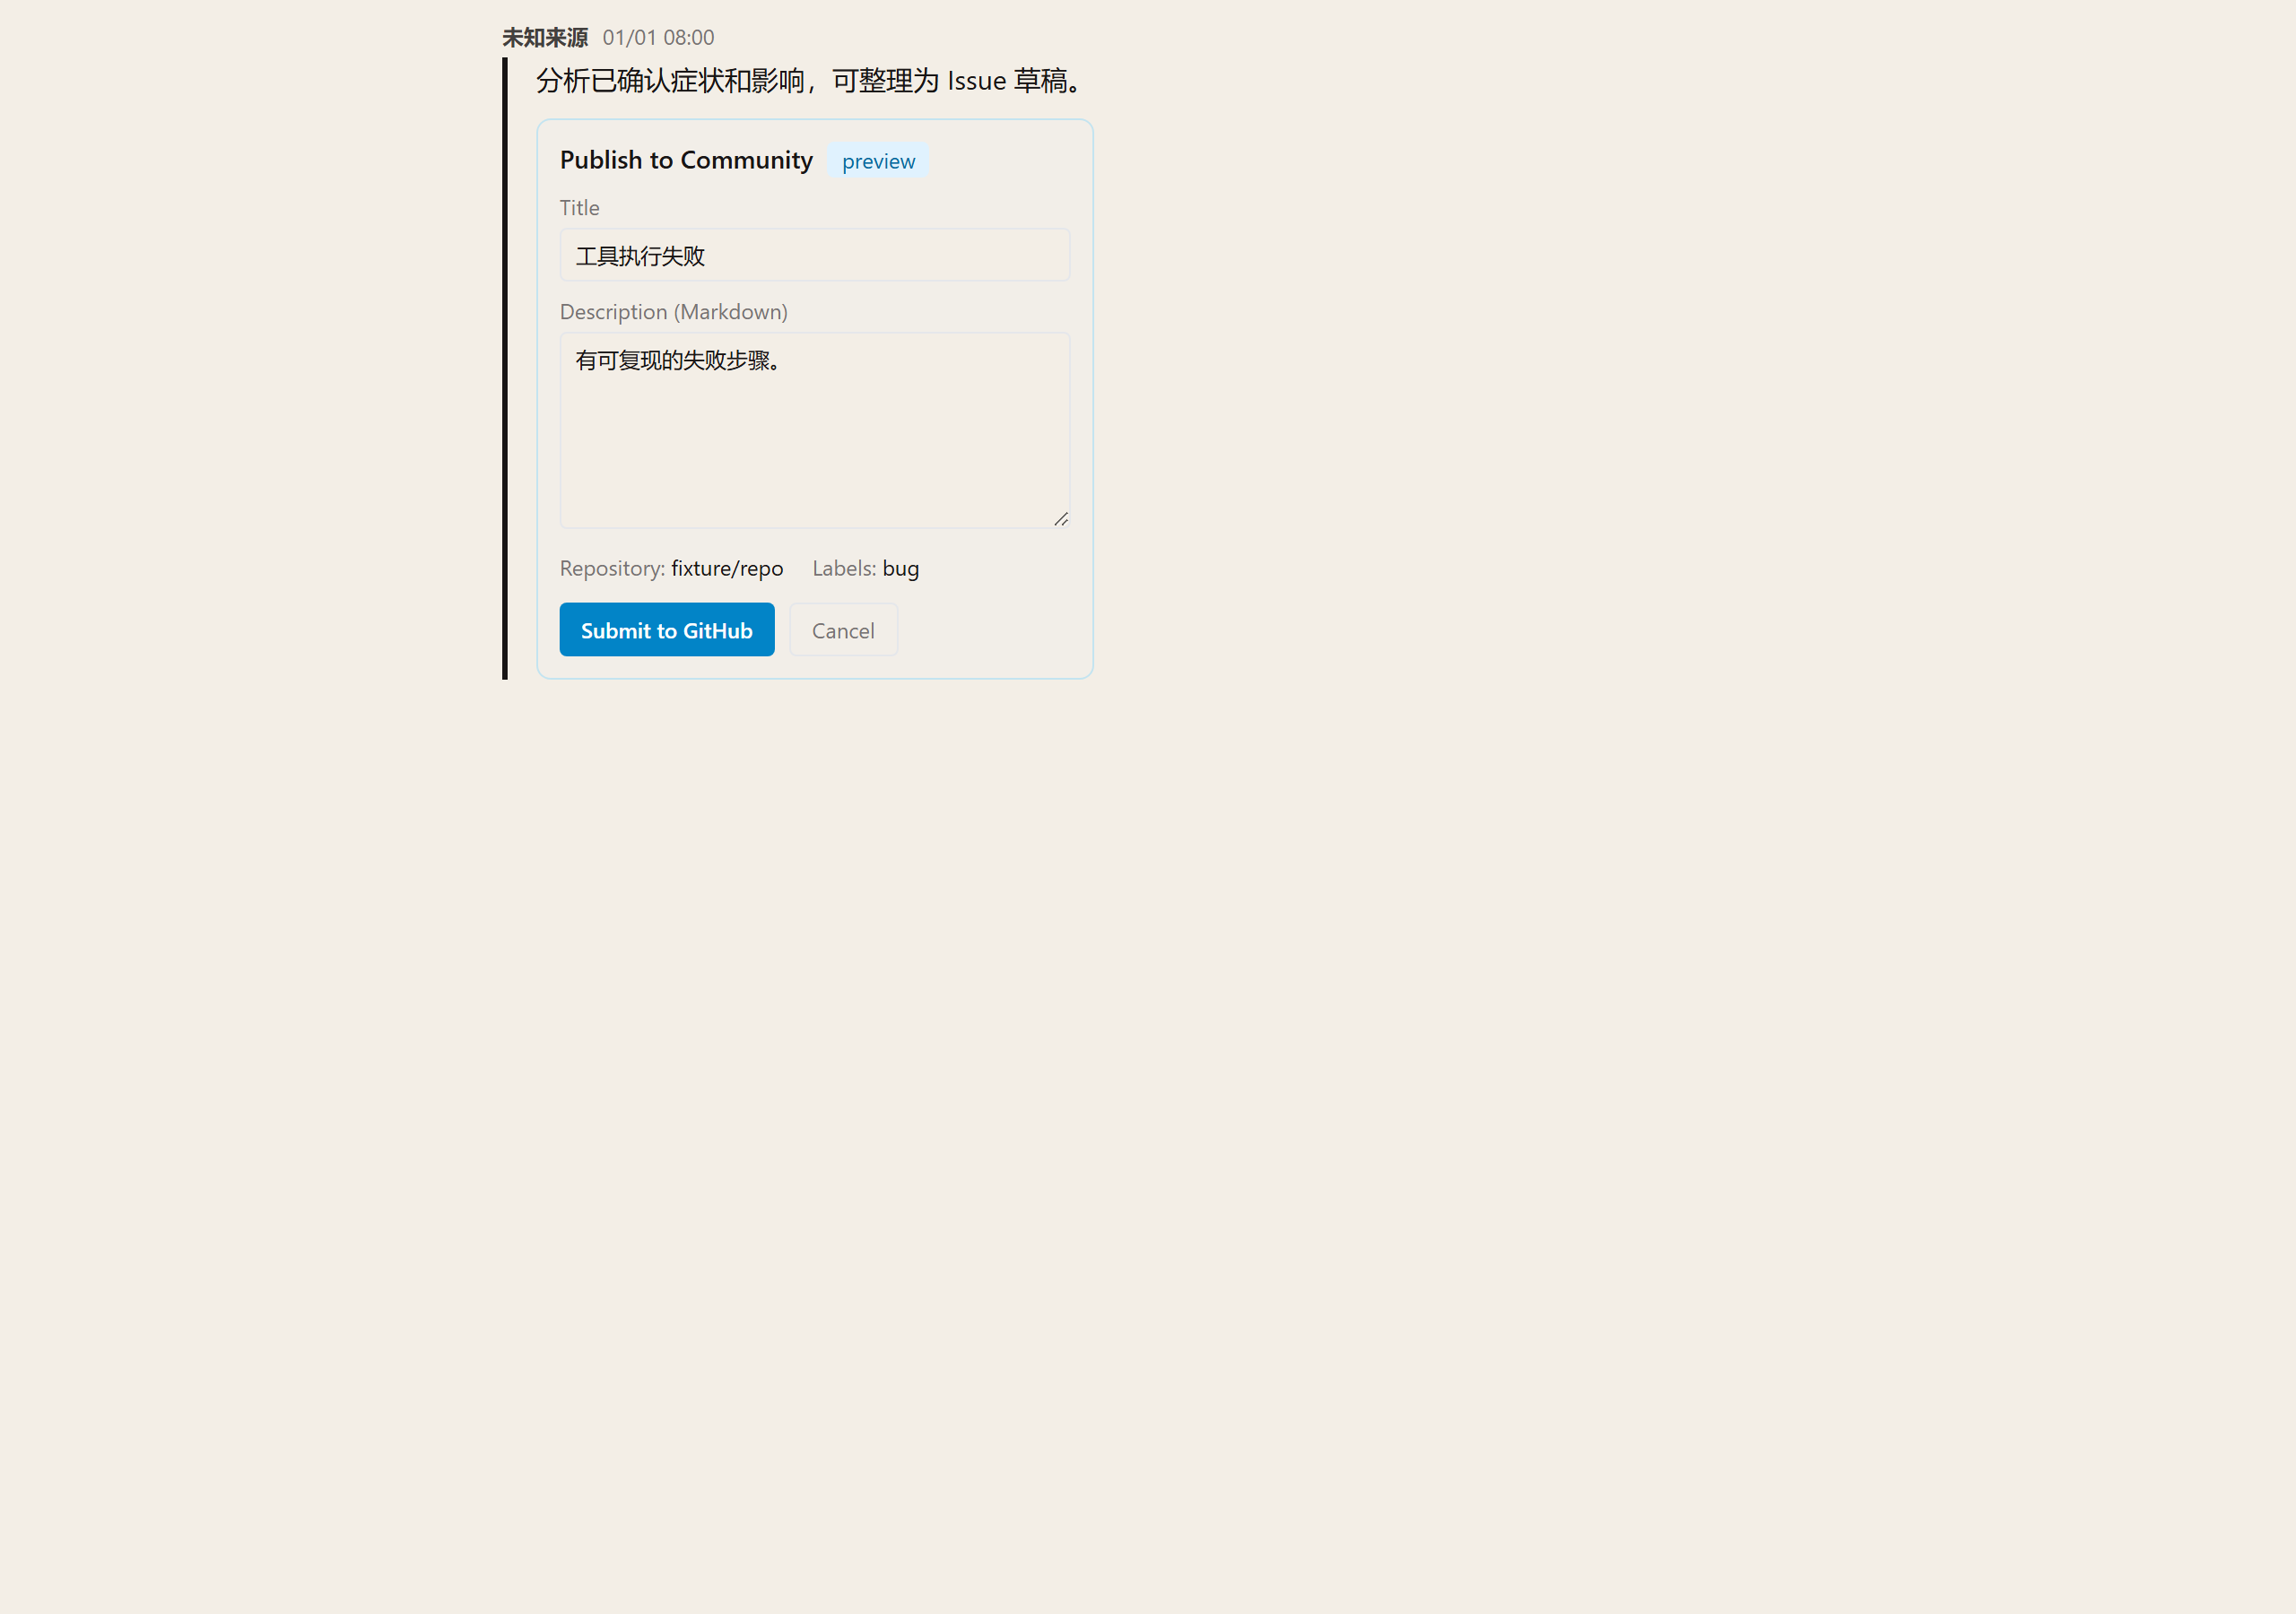 未知来源 01/01 08:00
分析已确认症状和影响，可整理为 Issue 草稿。
Publish to Community preview
Title
工具执行失败
Description (Markdown)
有可复现的失败步骤。
Repository: fixture/repo Labels: bug
Submit to GitHub Cancel